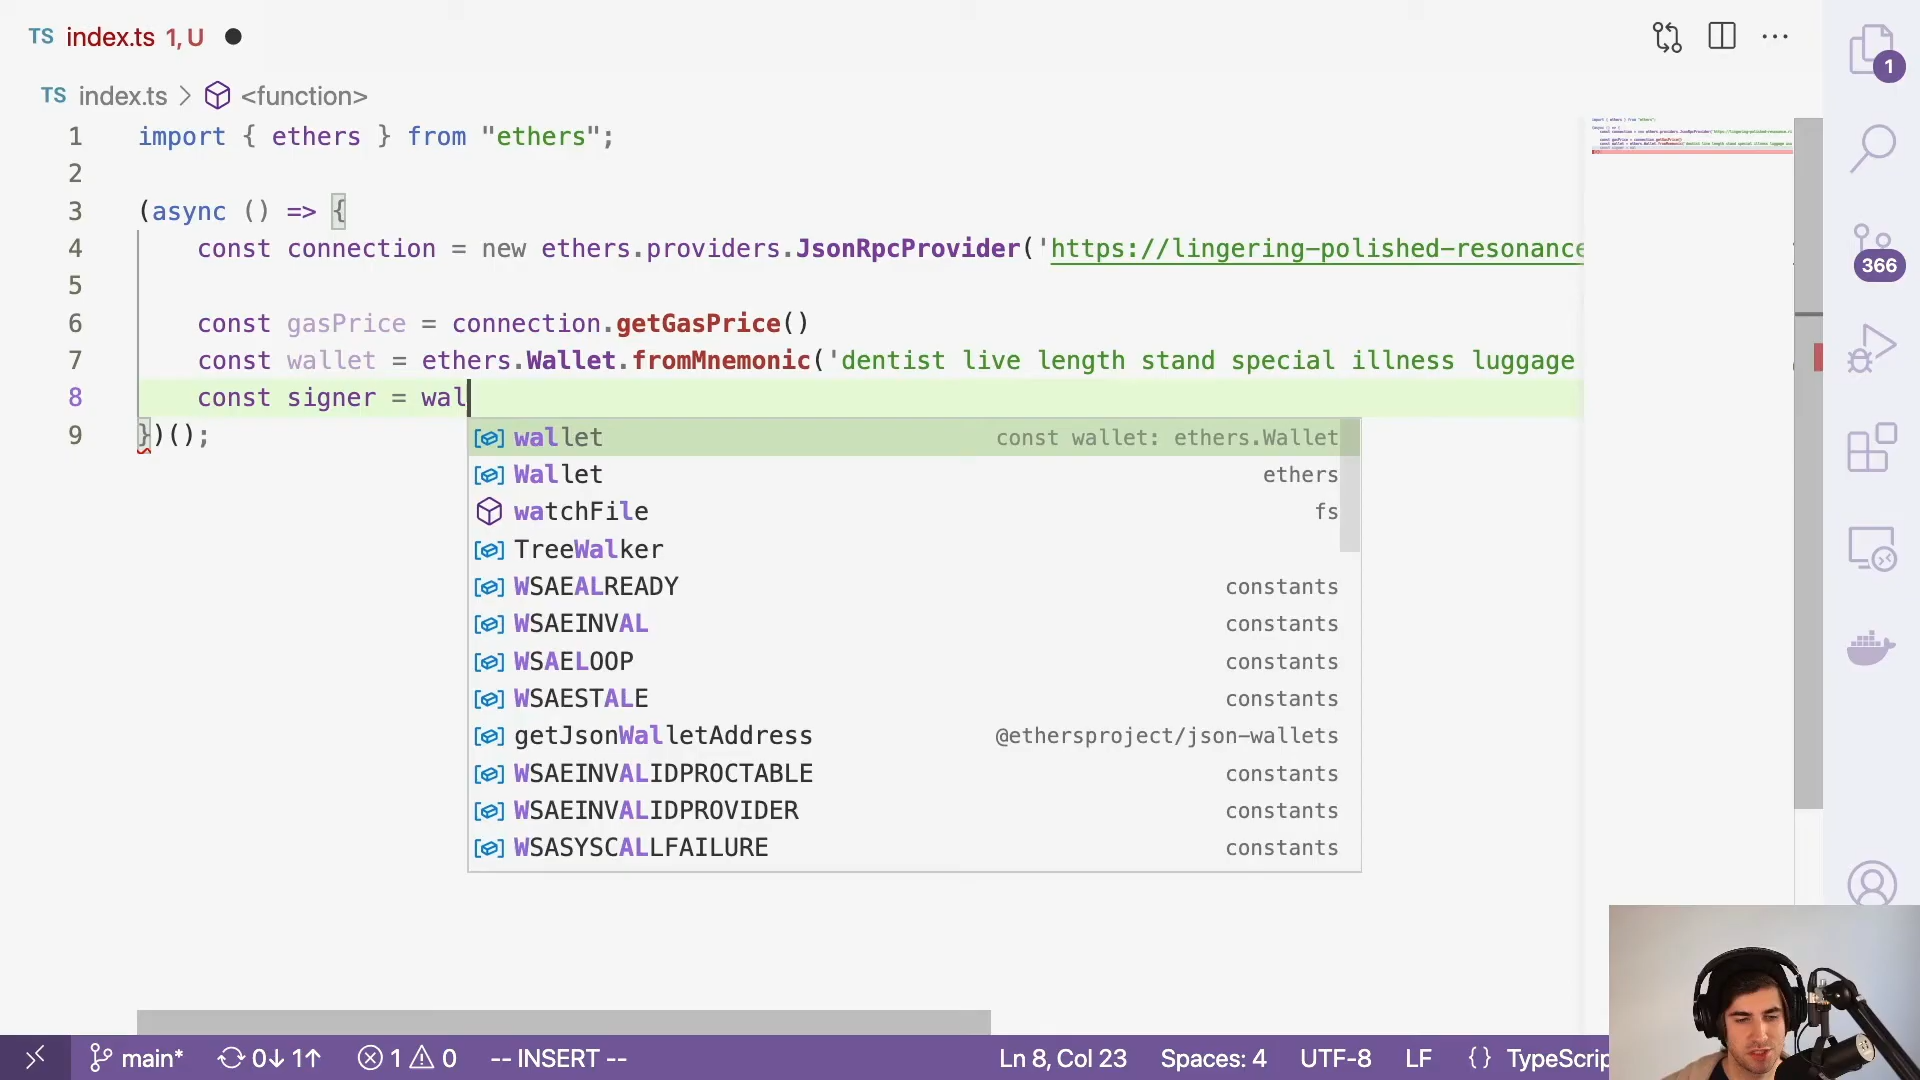 TS index.ts 1, U
TS index.ts > <function>
1 import { ethers } from "ethers";
2
3 (async () => {
4 const connection = new ethers.providers.JsonRpcProvider('https://lingering-polished-resonance
5
6 const gasPrice = connection.getGasPrice()
7 const wallet = ethers.Wallet.fromMnemonic('dentist live length stand special illness luggage
8 const signer = wal
9 })();
wallet const wallet: ethers.Wallet
Wallet ethers
watchFile fs
TreeWalker
WSAEALREADY constants
WSAEINVAL constants
WSAELOOP constants
WSAESTALE constants
getJsonWalletAddress @ethersproject/json-wallets
WSAEINVALIDPROCTABLE constants
WSAEINVALIDPROVIDER constants
WSASYSCALLFAILURE constants
1
366
main* 0↓ 1↑ 1 0 -- INSERT -- Ln 8, Col 23 Spaces: 4 UTF-8 LF {} TypeScrip